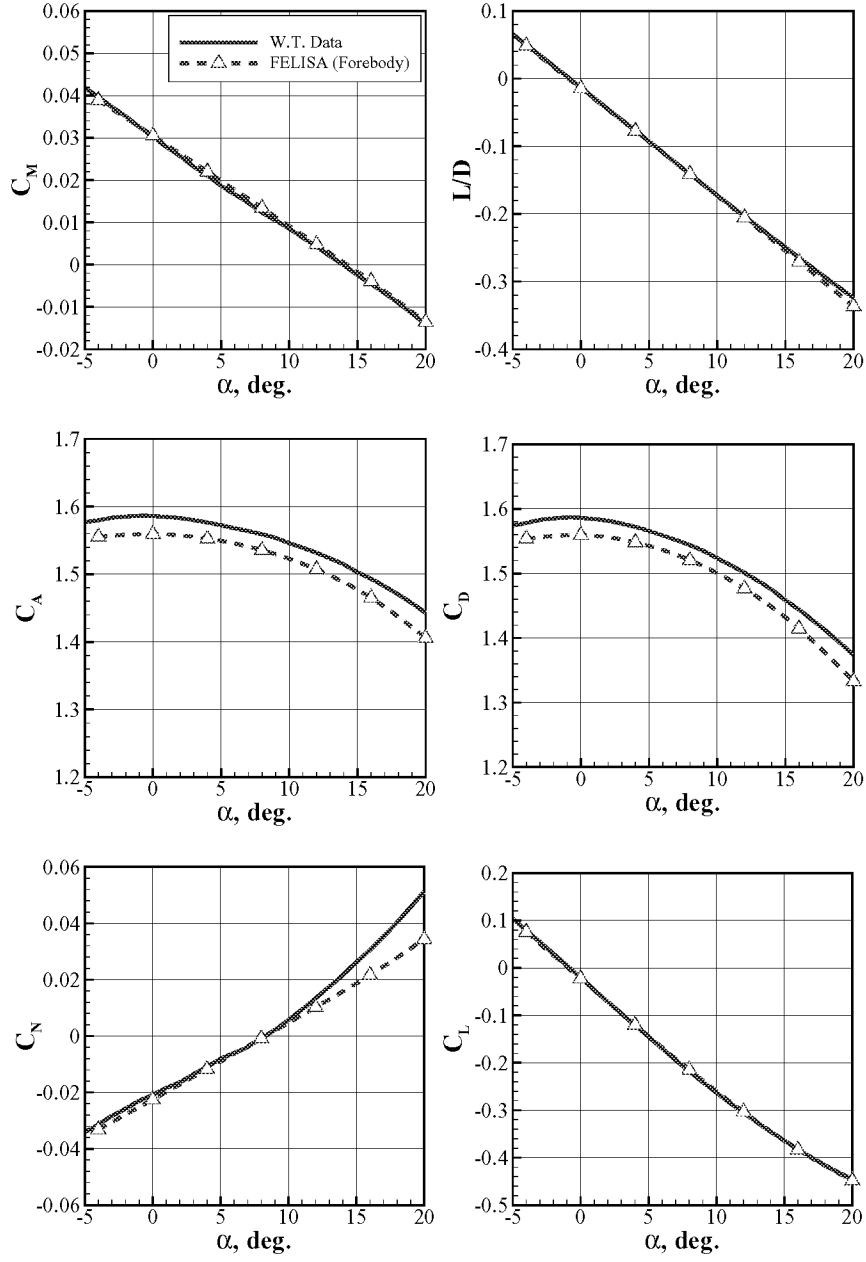 0.06
0.05
0.04
0.03
0.02
0.01
0
-0.01
-0.02
C_M
W.T. Data
FELISA (Forebody)
-5 0 5 10 15 20
α, deg.
0.1
0
-0.1
-0.2
-0.3
-0.4
L/D
-5 0 5 10 15 20
α, deg.
1.7
1.6
1.5
1.4
1.3
1.2
C_A
-5 0 5 10 15 20
α, deg.
1.7
1.6
1.5
1.4
1.3
1.2
C_D
-5 0 5 10 15 20
α, deg.
0.06
0.04
0.02
0
-0.02
-0.04
-0.06
C_N
-5 0 5 10 15 20
α, deg.
0.2
0.1
0
-0.1
-0.2
-0.3
-0.4
-0.5
C_L
-5 0 5 10 15 20
α, deg.